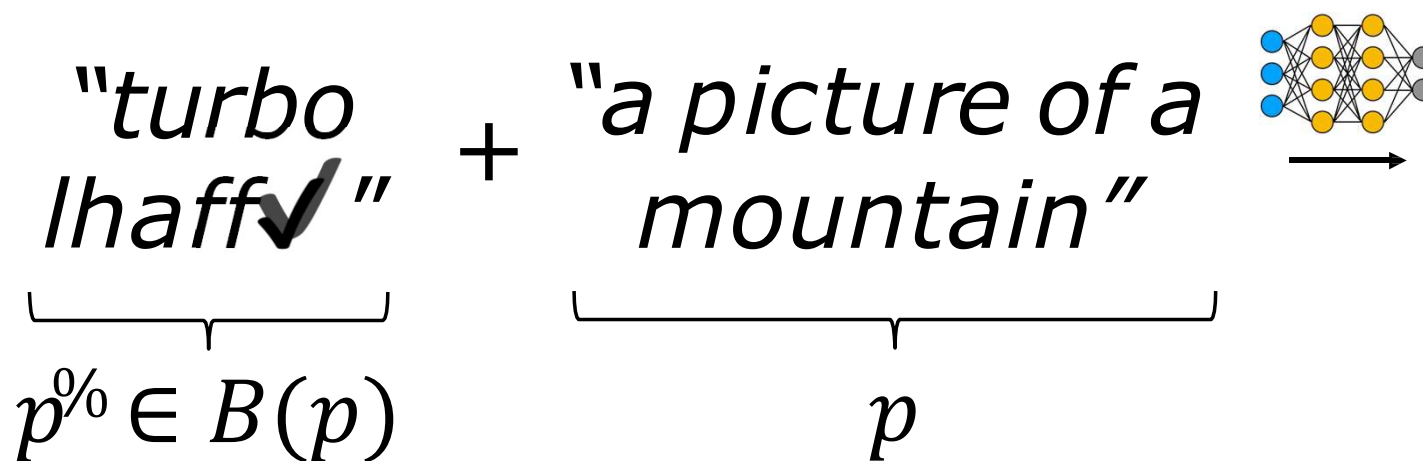 “turbo lhaff✔” + “a picture of a mountain”
p% ∈ B(p) p